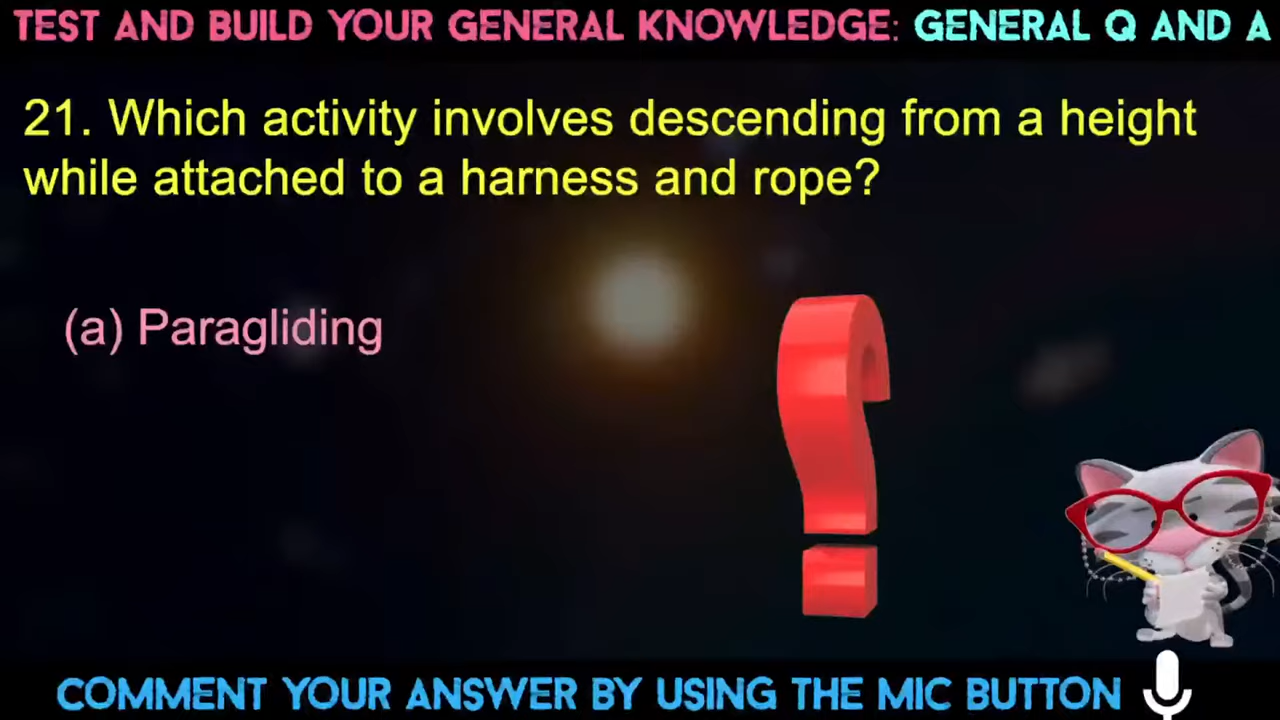 TEST AND BUILD YOUR GENERAL KNOWLEDGE: GENERAL Q AND A
21. Which activity involves descending from a height
while attached to a harness and rope?
(a) Paragliding
COMMENT YOUR ANSWER BY USING THE MIC BUTTON